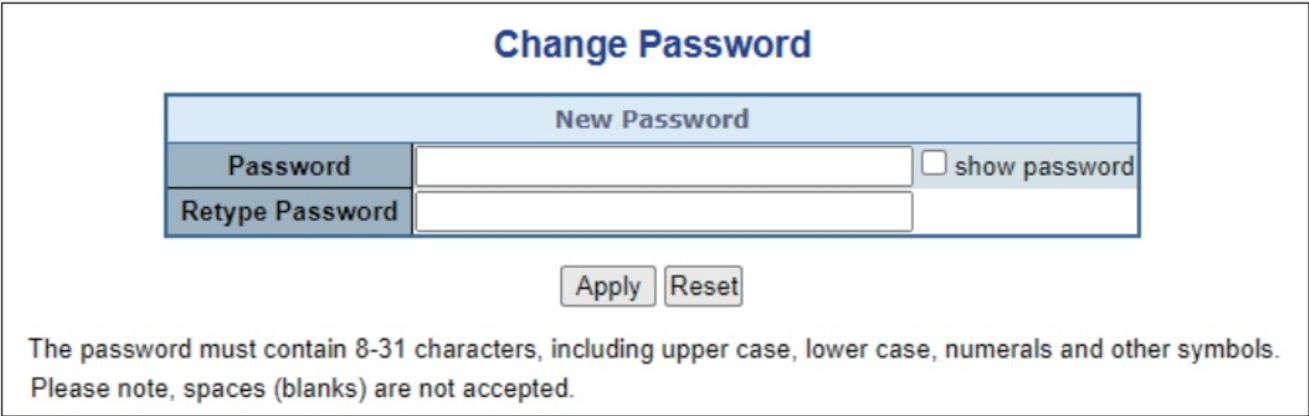 Change Password
New Password
Password show password
Retype Password
Apply Reset
The password must contain 8-31 characters, including upper case, lower case, numerals and other symbols.
Please note, spaces (blanks) are not accepted.